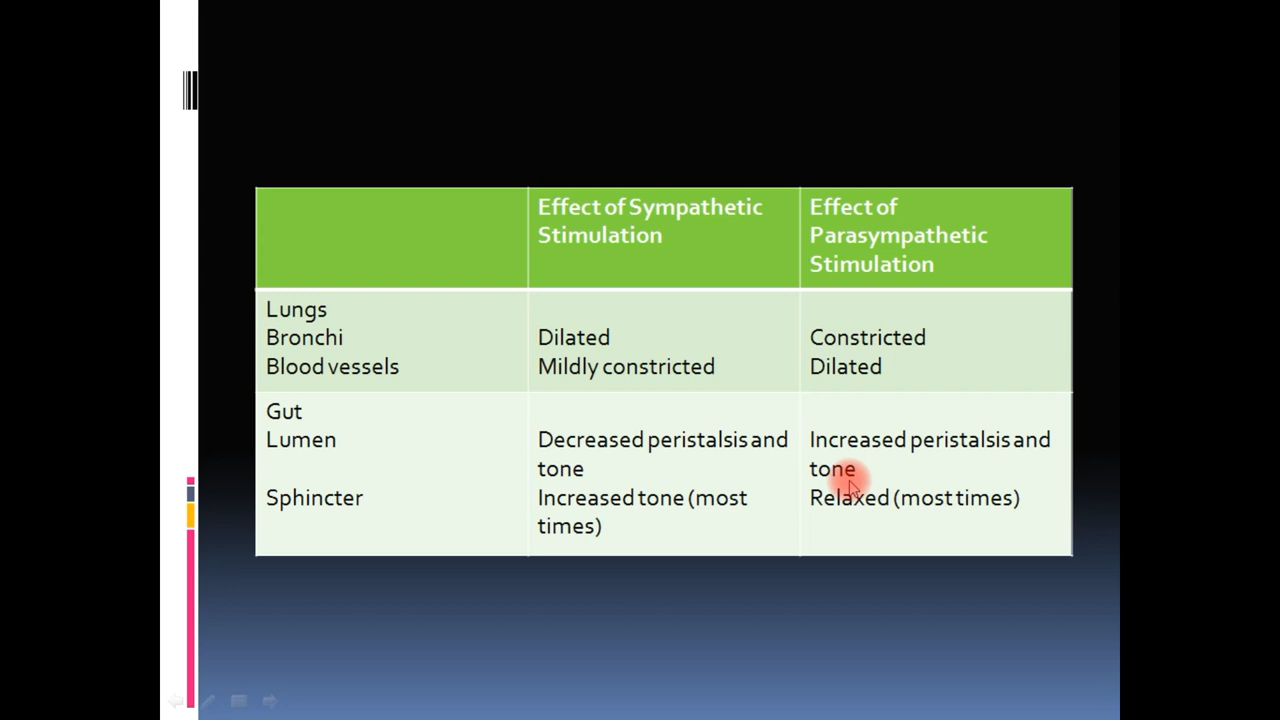 Effect of Sympathetic
Stimulation
Effect of
Parasympathetic
Stimulation
Lungs
Bronchi
Blood vessels
Dilated
Mildly constricted
Constricted
Dilated
Gut
Lumen
Sphincter
Decreased peristalsis and
tone
Increased tone (most
times)
Increased peristalsis and
tone
Relaxed (most times)